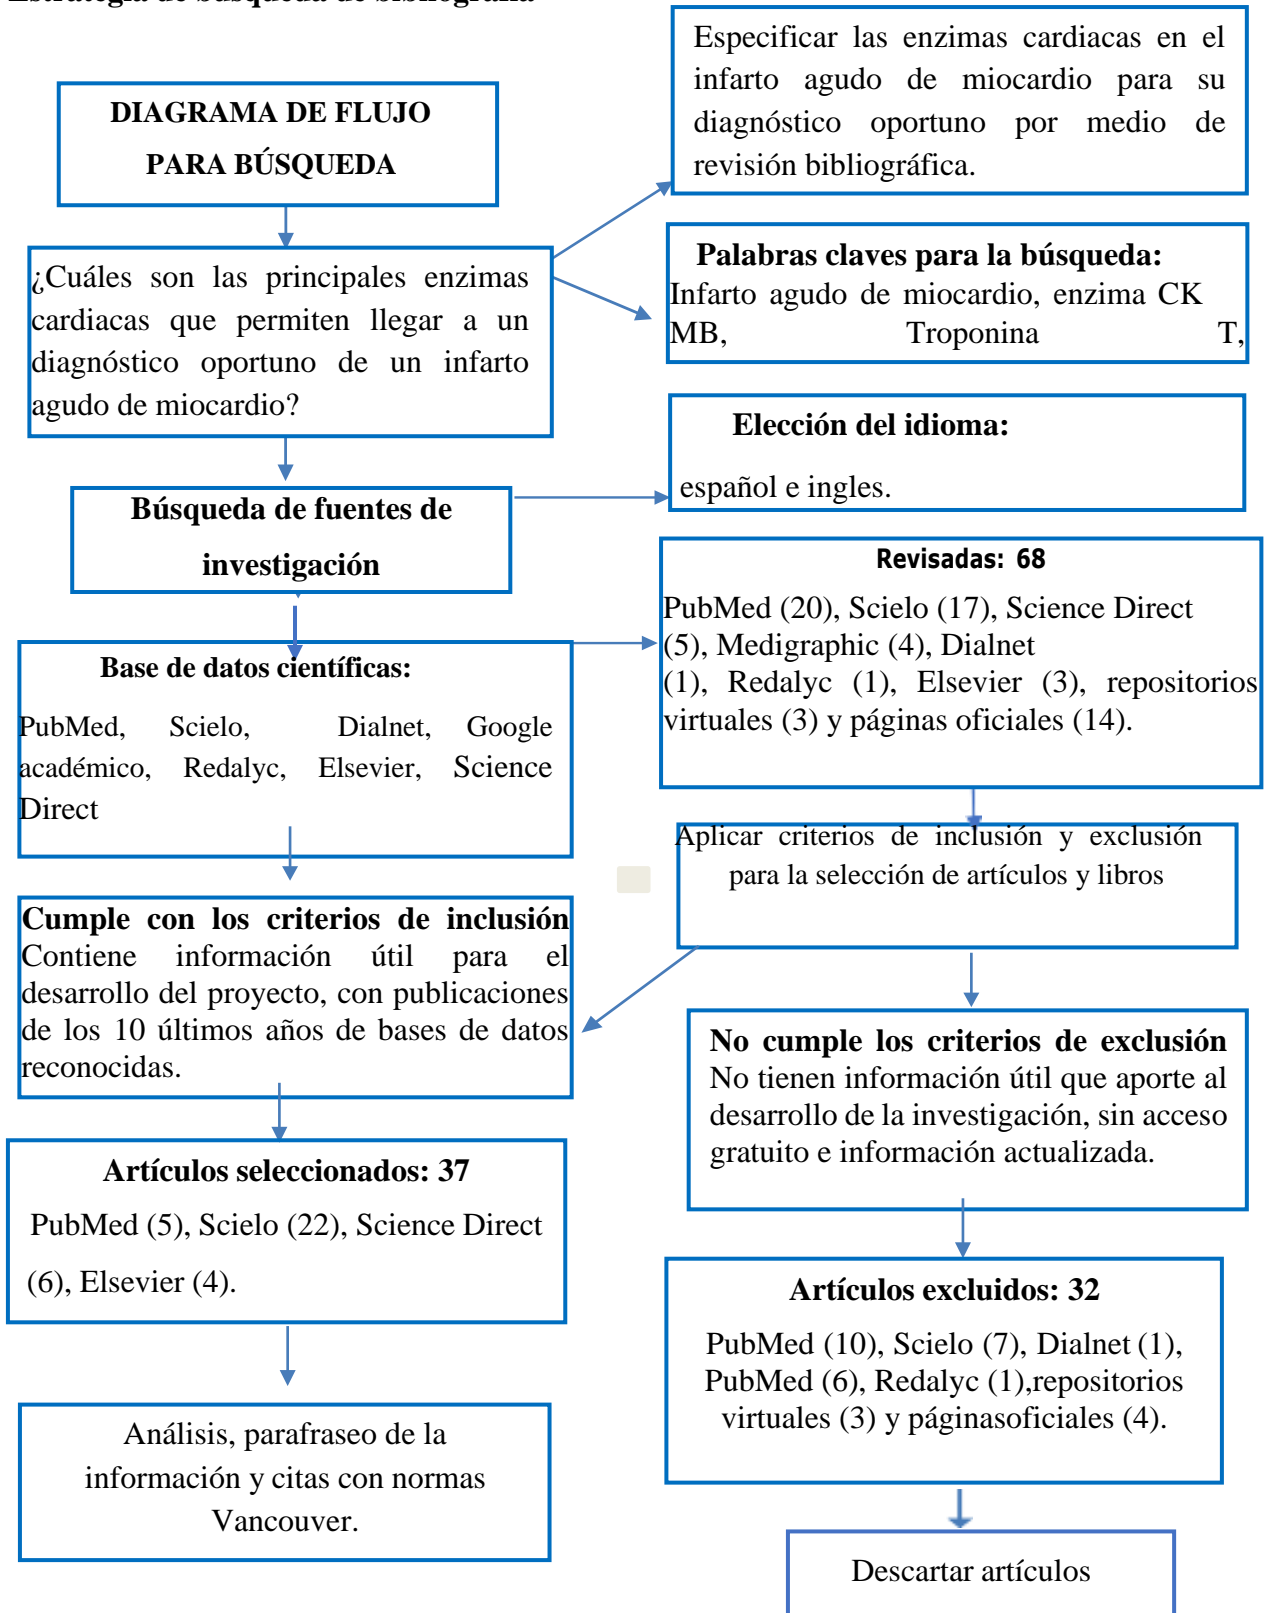 Estrategia de búsqueda de bibliografía
DIAGRAMA DE FLUJO
PARA BÚSQUEDA
Especificar las enzimas cardiacas en el
infarto agudo de miocardio para su
diagnóstico oportuno por medio de
revisión bibliográfica.
¿Cuáles son las principales enzimas
cardiacas que permiten llegar a un
diagnóstico oportuno de un infarto
agudo de miocardio?
Palabras claves para la búsqueda:
Infarto agudo de miocardio, enzima CK
MB, Troponina T,
Elección del idioma:
español e ingles.
Búsqueda de fuentes de
investigación
Revisadas: 68
PubMed (20), Scielo (17), Science Direct
(5), Medigraphic (4), Dialnet
(1), Redalyc (1), Elsevier (3), repositorios
virtuales (3) y páginas oficiales (14).
Base de datos científicas:
PubMed, Scielo, Dialnet, Google
académico, Redalyc, Elsevier, Science
Direct
Aplicar criterios de inclusión y exclusión
para la selección de artículos y libros
Cumple con los criterios de inclusión
Contiene información útil para el
desarrollo del proyecto, con publicaciones
de los 10 últimos años de bases de datos
reconocidas.
No cumple los criterios de exclusión
No tienen información útil que aporte al
desarrollo de la investigación, sin acceso
gratuito e información actualizada.
Artículos seleccionados: 37
PubMed (5), Scielo (22), Science Direct
(6), Elsevier (4).
Artículos excluidos: 32
PubMed (10), Scielo (7), Dialnet (1),
PubMed (6), Redalyc (1),repositorios
virtuales (3) y páginasoficiales (4).
Análisis, parafraseo de la
información y citas con normas
Vancouver.
Descartar artículos